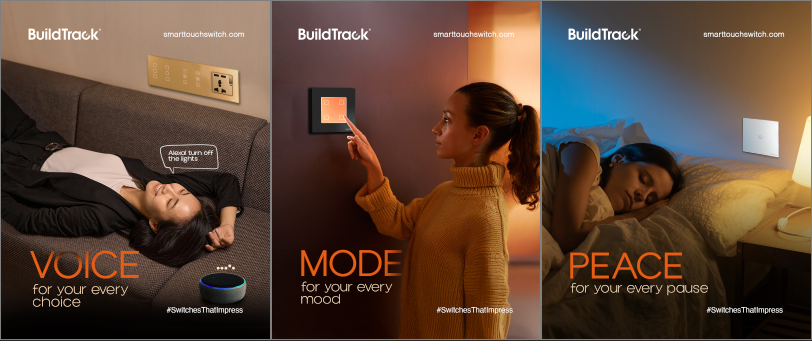 BuildTrack
smarttouchswitch.com
Alexa! turn off
the lights
VOICE
for your every
choice
#SwitchesThatImpress
BuildTrack
smarttouchswitch.com
MODE
for your every
mood
#SwitchesThatImpress
BuildTrack
smarttouchswitch.com
PEACE
for your every pause
#SwitchesThatImpress